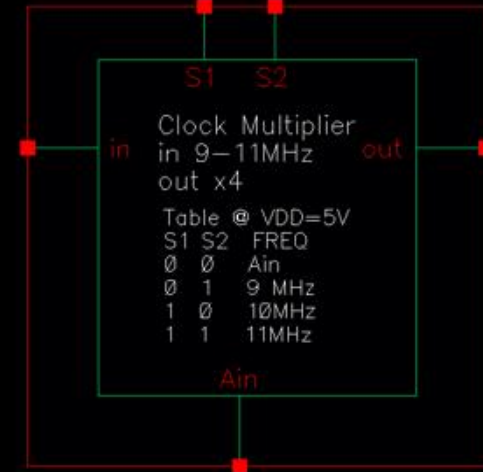 S1 S2
Clock Multiplier
in in 9-11MHz out
out x4
Table @ VDD=5V
S1 S2 FREQ
0 0 Ain
0 1 9 MHz
1 0 10MHz
1 1 11MHz
Ain